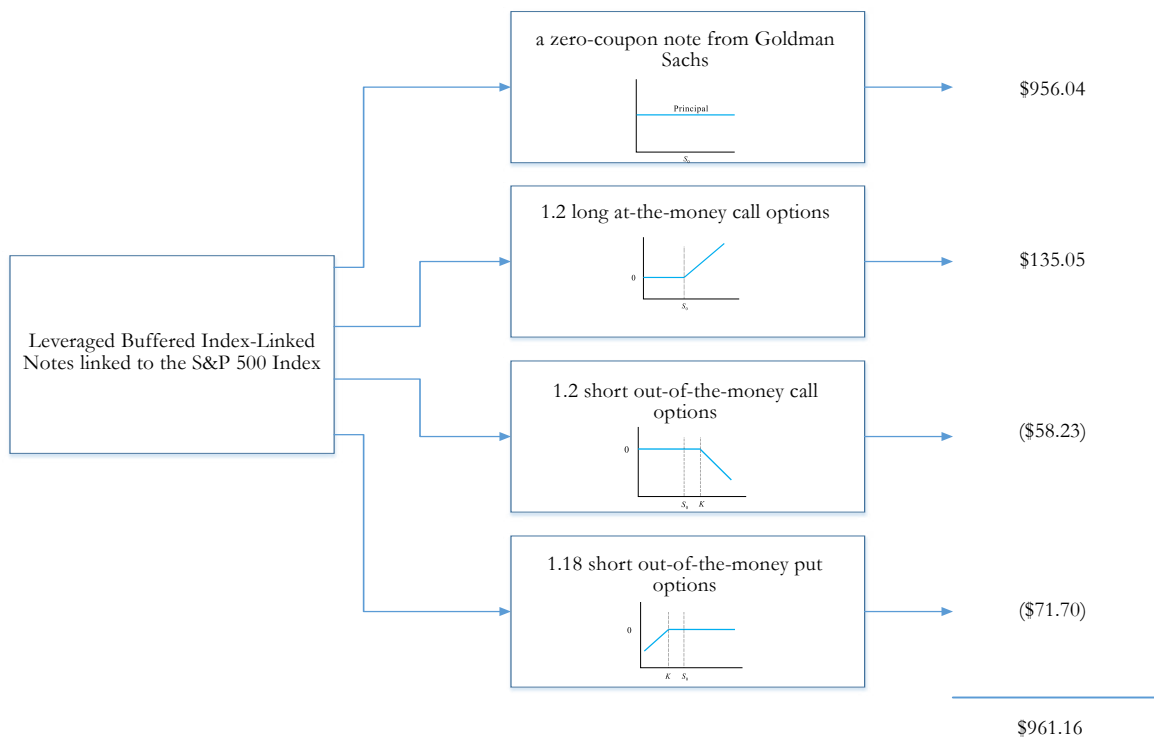 a zero-coupon note from Goldman
Sachs
Principal
S₀
$956.04
1.2 long at-the-money call options
0
S₀
$135.05
Leveraged Buffered Index-Linked
Notes linked to the S&P 500 Index
1.2 short out-of-the-money call
options
0
S₀ K
($58.23)
1.18 short out-of-the-money put
options
0
K S₀
($71.70)
$961.16